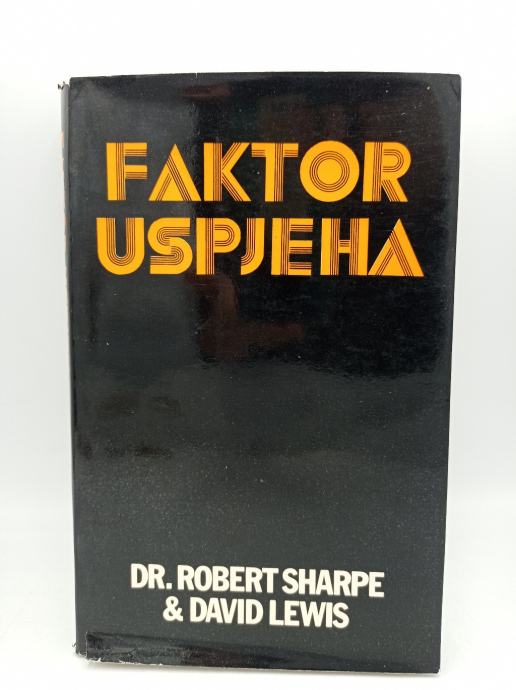 FAKTOR
USPJEHA
DR. ROBERT SHARPE
& DAVID LEWIS